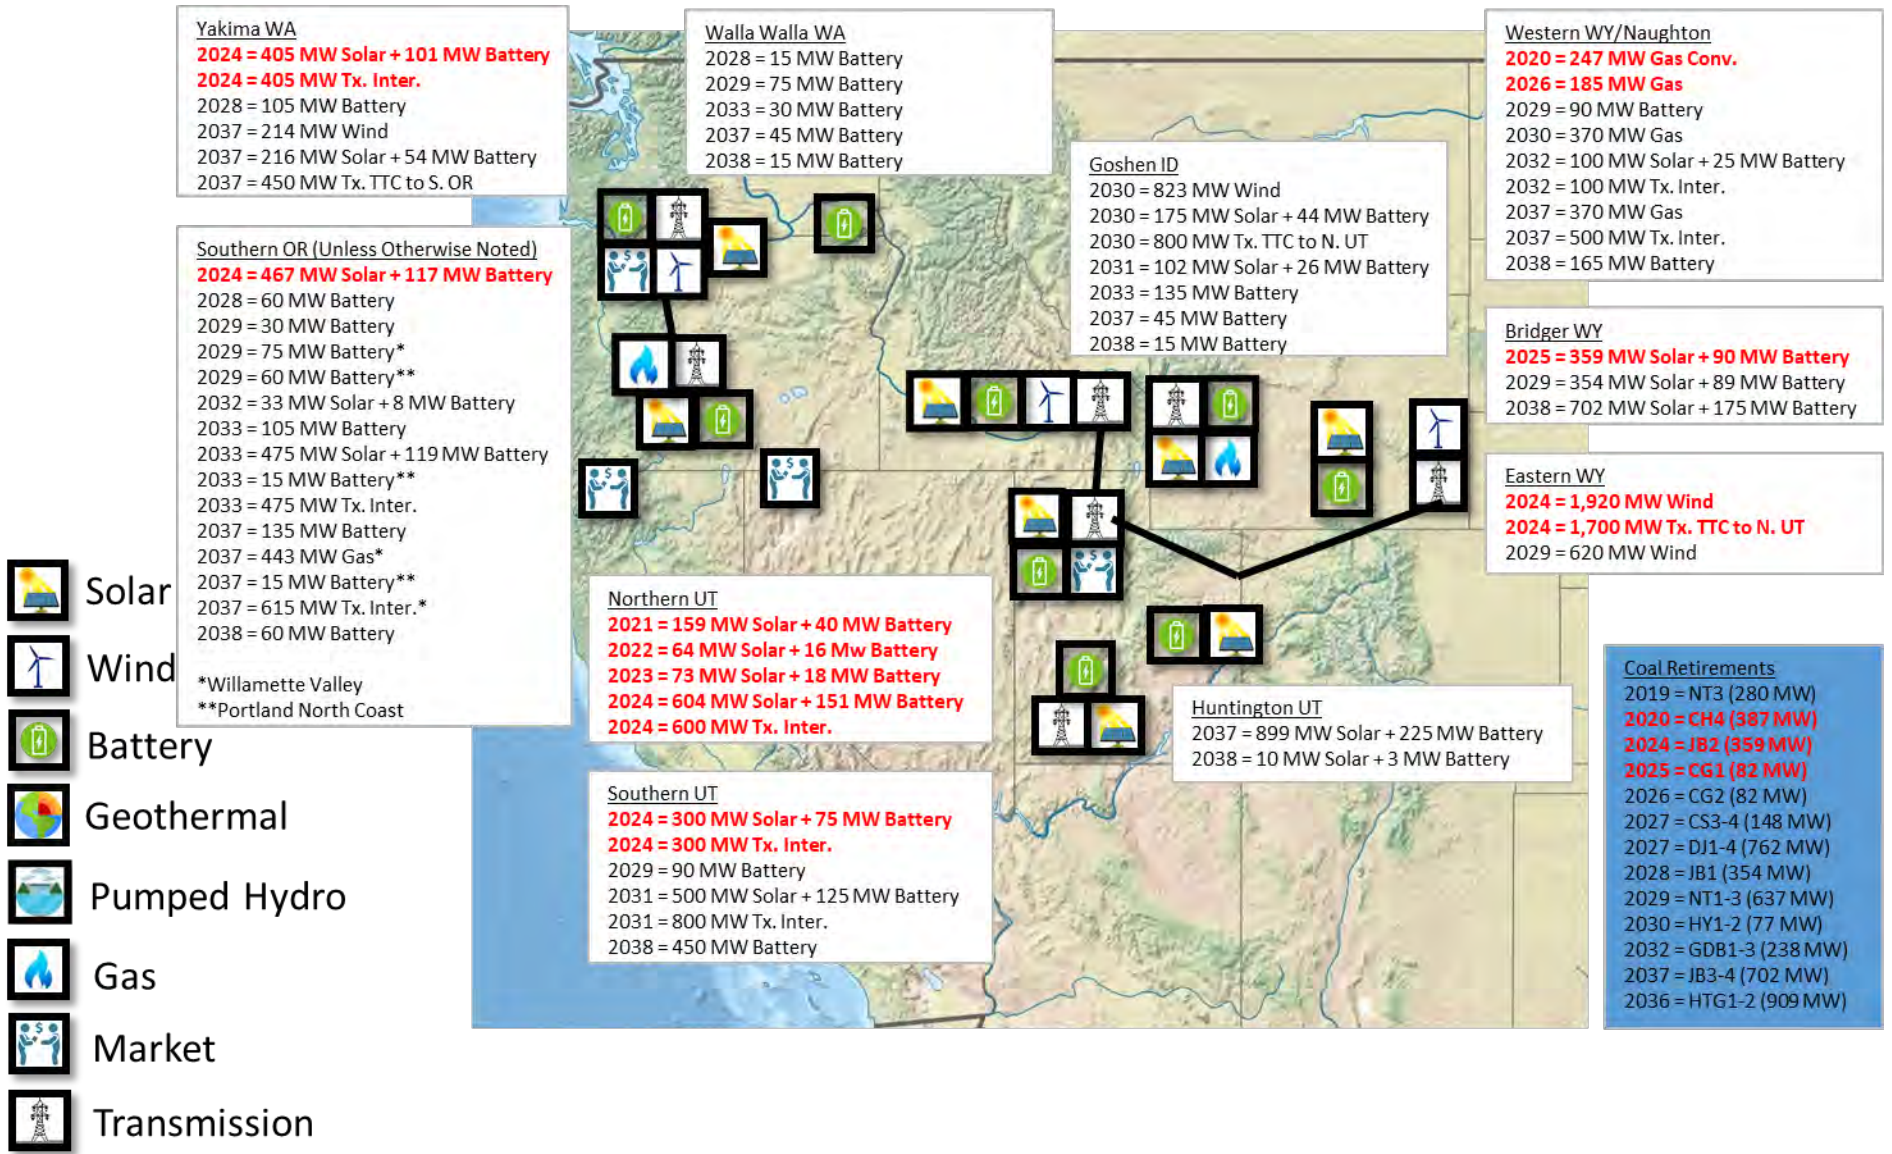 Yakima WA
2024 = 405 MW Solar + 101 MW Battery
2024 = 405 MW Tx. Inter.
2028 = 105 MW Battery
2037 = 214 MW Wind
2037 = 216 MW Solar + 54 MW Battery
2037 = 450 MW Tx. TTC to S. OR
Walla Walla WA
2028 = 15 MW Battery
2029 = 75 MW Battery
2033 = 30 MW Battery
2037 = 45 MW Battery
2038 = 15 MW Battery
Western WY/Naughton
2020 = 247 MW Gas Conv.
2026 = 185 MW Gas
2029 = 90 MW Battery
2030 = 370 MW Gas
2032 = 100 MW Solar + 25 MW Battery
2032 = 100 MW Tx. Inter.
2037 = 370 MW Gas
2037 = 500 MW Tx. Inter.
2038 = 165 MW Battery
Goshen ID
2030 = 823 MW Wind
2030 = 175 MW Solar + 44 MW Battery
2030 = 800 MW Tx. TTC to N. UT
2031 = 102 MW Solar + 26 MW Battery
2033 = 135 MW Battery
2037 = 45 MW Battery
2038 = 15 MW Battery
Southern OR (Unless Otherwise Noted)
2024 = 467 MW Solar + 117 MW Battery
2028 = 60 MW Battery
2029 = 30 MW Battery
2029 = 75 MW Battery*
2029 = 60 MW Battery**
2032 = 33 MW Solar + 8 MW Battery
2033 = 105 MW Battery
2033 = 475 MW Solar + 119 MW Battery
2033 = 15 MW Battery**
2033 = 475 MW Tx. Inter.
2037 = 135 MW Battery
2037 = 443 MW Gas*
2037 = 15 MW Battery**
2037 = 615 MW Tx. Inter.*
2038 = 60 MW Battery
*Willamette Valley
**Portland North Coast
Bridger WY
2025 = 359 MW Solar + 90 MW Battery
2029 = 354 MW Solar + 89 MW Battery
2038 = 702 MW Solar + 175 MW Battery
Eastern WY
2024 = 1,920 MW Wind
2024 = 1,700 MW Tx. TTC to N. UT
2029 = 620 MW Wind
Northern UT
2021 = 159 MW Solar + 40 MW Battery
2022 = 64 MW Solar + 16 Mw Battery
2023 = 73 MW Solar + 18 MW Battery
2024 = 604 MW Solar + 151 MW Battery
2024 = 600 MW Tx. Inter.
Huntington UT
2037 = 899 MW Solar + 225 MW Battery
2038 = 10 MW Solar + 3 MW Battery
Southern UT
2024 = 300 MW Solar + 75 MW Battery
2024 = 300 MW Tx. Inter.
2029 = 90 MW Battery
2031 = 500 MW Solar + 125 MW Battery
2031 = 800 MW Tx. Inter.
2038 = 450 MW Battery
Coal Retirements
2019 = NT3 (280 MW)
2020 = CH4 (387 MW)
2024 = JB2 (359 MW)
2025 = CG1 (82 MW)
2026 = CG2 (82 MW)
2027 = CS3-4 (148 MW)
2027 = DJ1-4 (762 MW)
2028 = JB1 (354 MW)
2029 = NT1-3 (637 MW)
2030 = HY1-2 (77 MW)
2032 = GDB1-3 (238 MW)
2037 = JB3-4 (702 MW)
2036 = HTG1-2 (909 MW)
Solar
Wind
Battery
Geothermal
Pumped Hydro
Gas
Market
Transmission